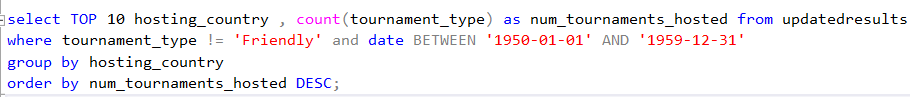 select TOP 10 hosting_country , count(tournament_type) as num_tournaments_hosted from updatedresults
where tournament_type != 'Friendly' and date BETWEEN '1950-01-01' AND '1959-12-31'
group by hosting_country
order by num_tournaments_hosted DESC;